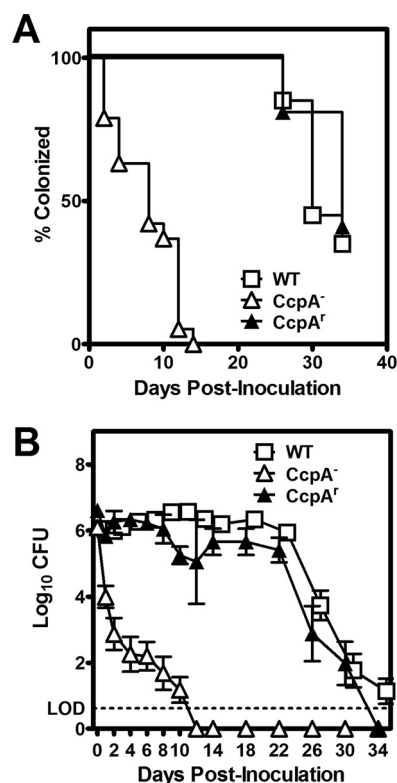 A
100
50
0
% Colonized
WT
CcpA-
CcpAr
0 10 20 30 40
Days Post-Inoculation
B
8
6
4
2
0
Log10 CFU
LOD
WT
CcpA-
CcpAr
0 2 4 6 8 10 14 18 22 26 30 34
Days Post-Inoculation